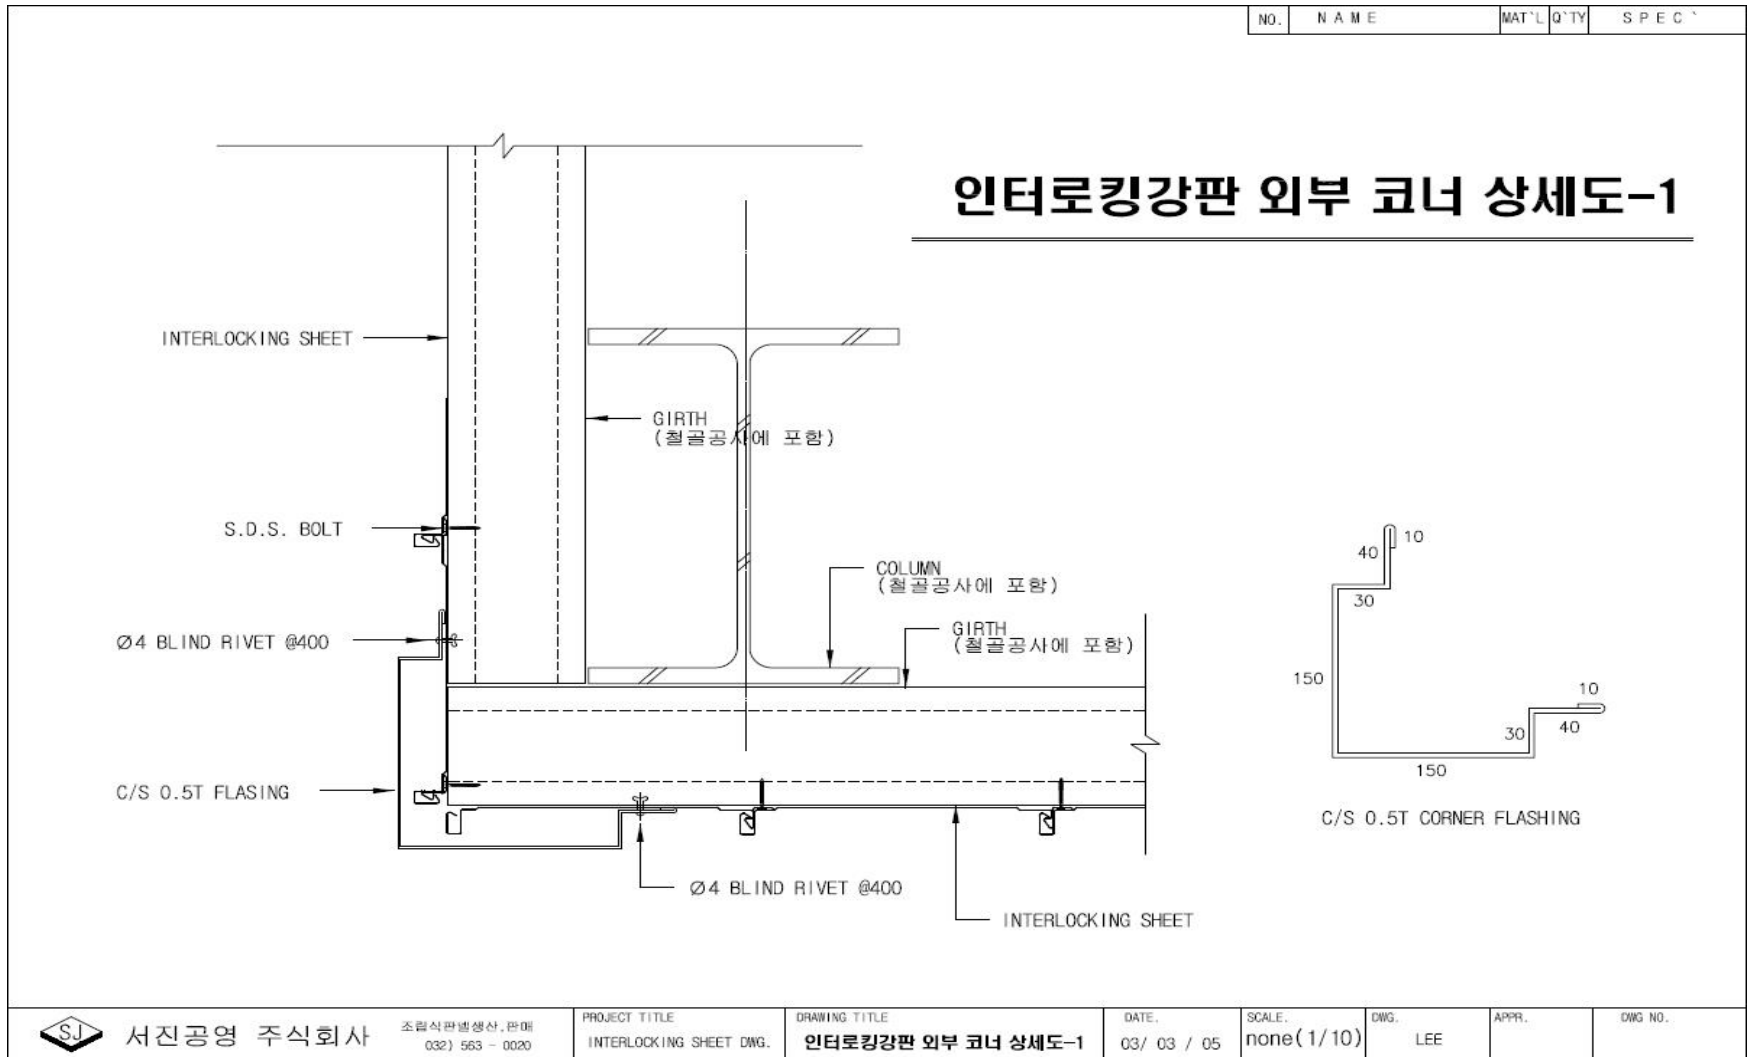 NO. N A M E MAT`L Q`TY S P E C `
인터로킹강판 외부 코너 상세도-1
INTERLOCKING SHEET
GIRTH
(철골공사에 포함)
S.D.S. BOLT
COLUMN
(철골공사에 포함)
GIRTH
(철골공사에 포함)
Ø4 BLIND RIVET @400
C/S 0.5T FLASING
Ø4 BLIND RIVET @400
INTERLOCKING SHEET
10
40
30
150
10
30
40
150
C/S 0.5T CORNER FLASHING
SJ 서진공영 주식회사
조립식판넬생산,판매
032) 563 - 0020
PROJECT TITLE
INTERLOCKING SHEET DWG.
DRAWING TITLE
인터로킹강판 외부 코너 상세도-1
DATE.
03/ 03 / 05
SCALE.
none(1/10)
DWG.
LEE
APPR.
DWG NO.